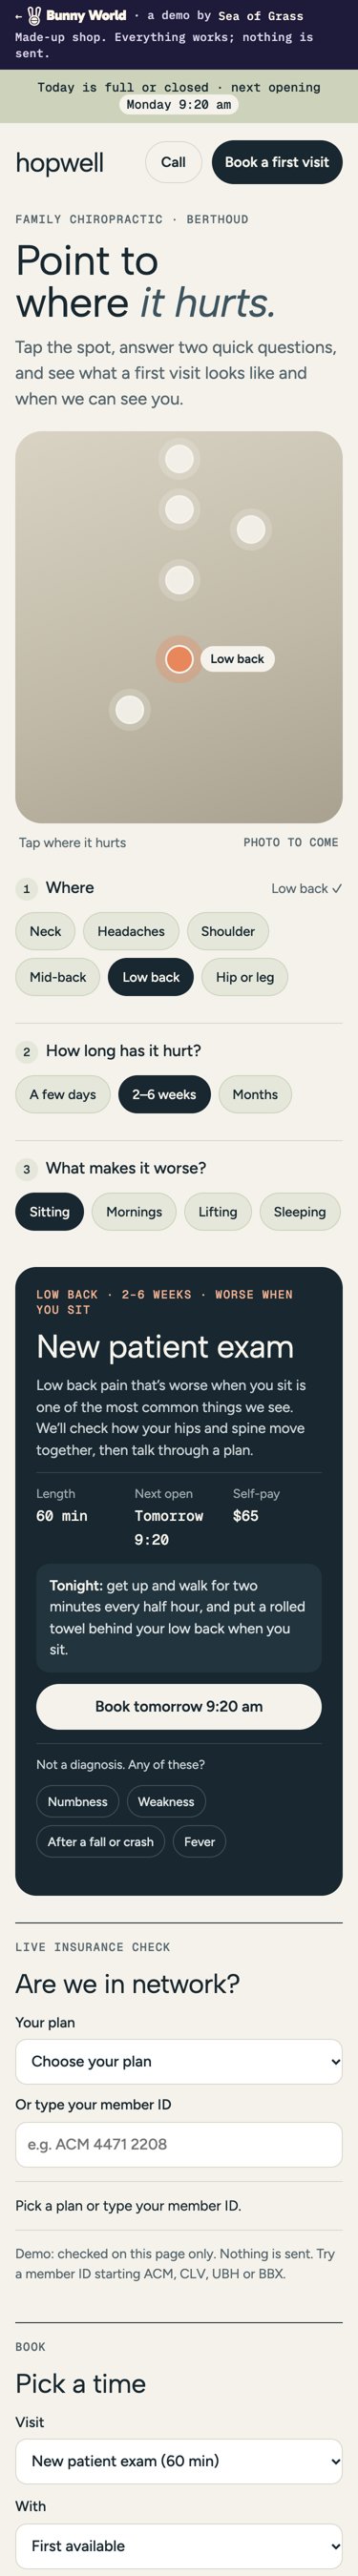 ← Bunny World · a demo by Sea of Grass
Made-up shop. Everything works; nothing is
sent.
Today is full or closed · next opening
Monday 9:20 am
hopwell
Call
Book a first visit
FAMILY CHIROPRACTIC · BERTHOUD
Point to
where it hurts.
Tap the spot, answer two quick questions,
and see what a first visit looks like and
when we can see you.
Low back
Tap where it hurts
PHOTO TO COME
1 Where
Low back ✓
Neck
Headaches
Shoulder
Mid-back
Low back
Hip or leg
2 How long has it hurt?
A few days
2–6 weeks
Months
3 What makes it worse?
Sitting
Mornings
Lifting
Sleeping
LOW BACK · 2–6 WEEKS · WORSE WHEN
YOU SIT
New patient exam
Low back pain that’s worse when you sit is
one of the most common things we see.
We’ll check how your hips and spine move
together, then talk through a plan.
Length
Next open
Self-pay
60 min
Tomorrow
9:20
$65
Tonight: get up and walk for two
minutes every half hour, and put a rolled
towel behind your low back when you
sit.
Book tomorrow 9:20 am
Not a diagnosis. Any of these?
Numbness
Weakness
After a fall or crash
Fever
LIVE INSURANCE CHECK
Are we in network?
Your plan
Choose your plan
Or type your member ID
e.g. ACM 4471 2208
Pick a plan or type your member ID.
Demo: checked on this page only. Nothing is sent. Try
a member ID starting ACM, CLV, UBH or BBX.
BOOK
Pick a time
Visit
New patient exam (60 min)
With
First available